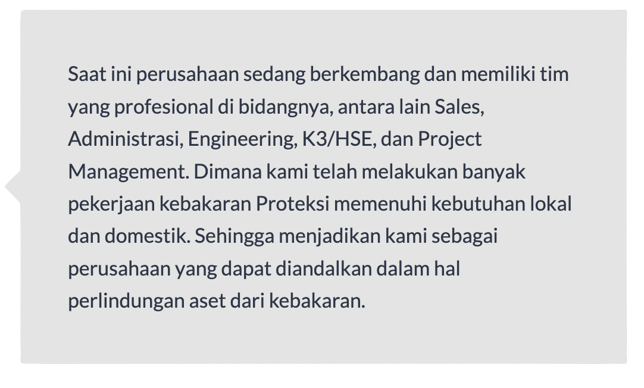 Saat ini perusahaan sedang berkembang dan memiliki tim
yang profesional di bidangnya, antara lain Sales,
Administrasi, Engineering, K3/HSE, dan Project
Management. Dimana kami telah melakukan banyak
pekerjaan kebakaran Proteksi memenuhi kebutuhan lokal
dan domestik. Sehingga menjadikan kami sebagai
perusahaan yang dapat diandalkan dalam hal
perlindungan aset dari kebakaran.